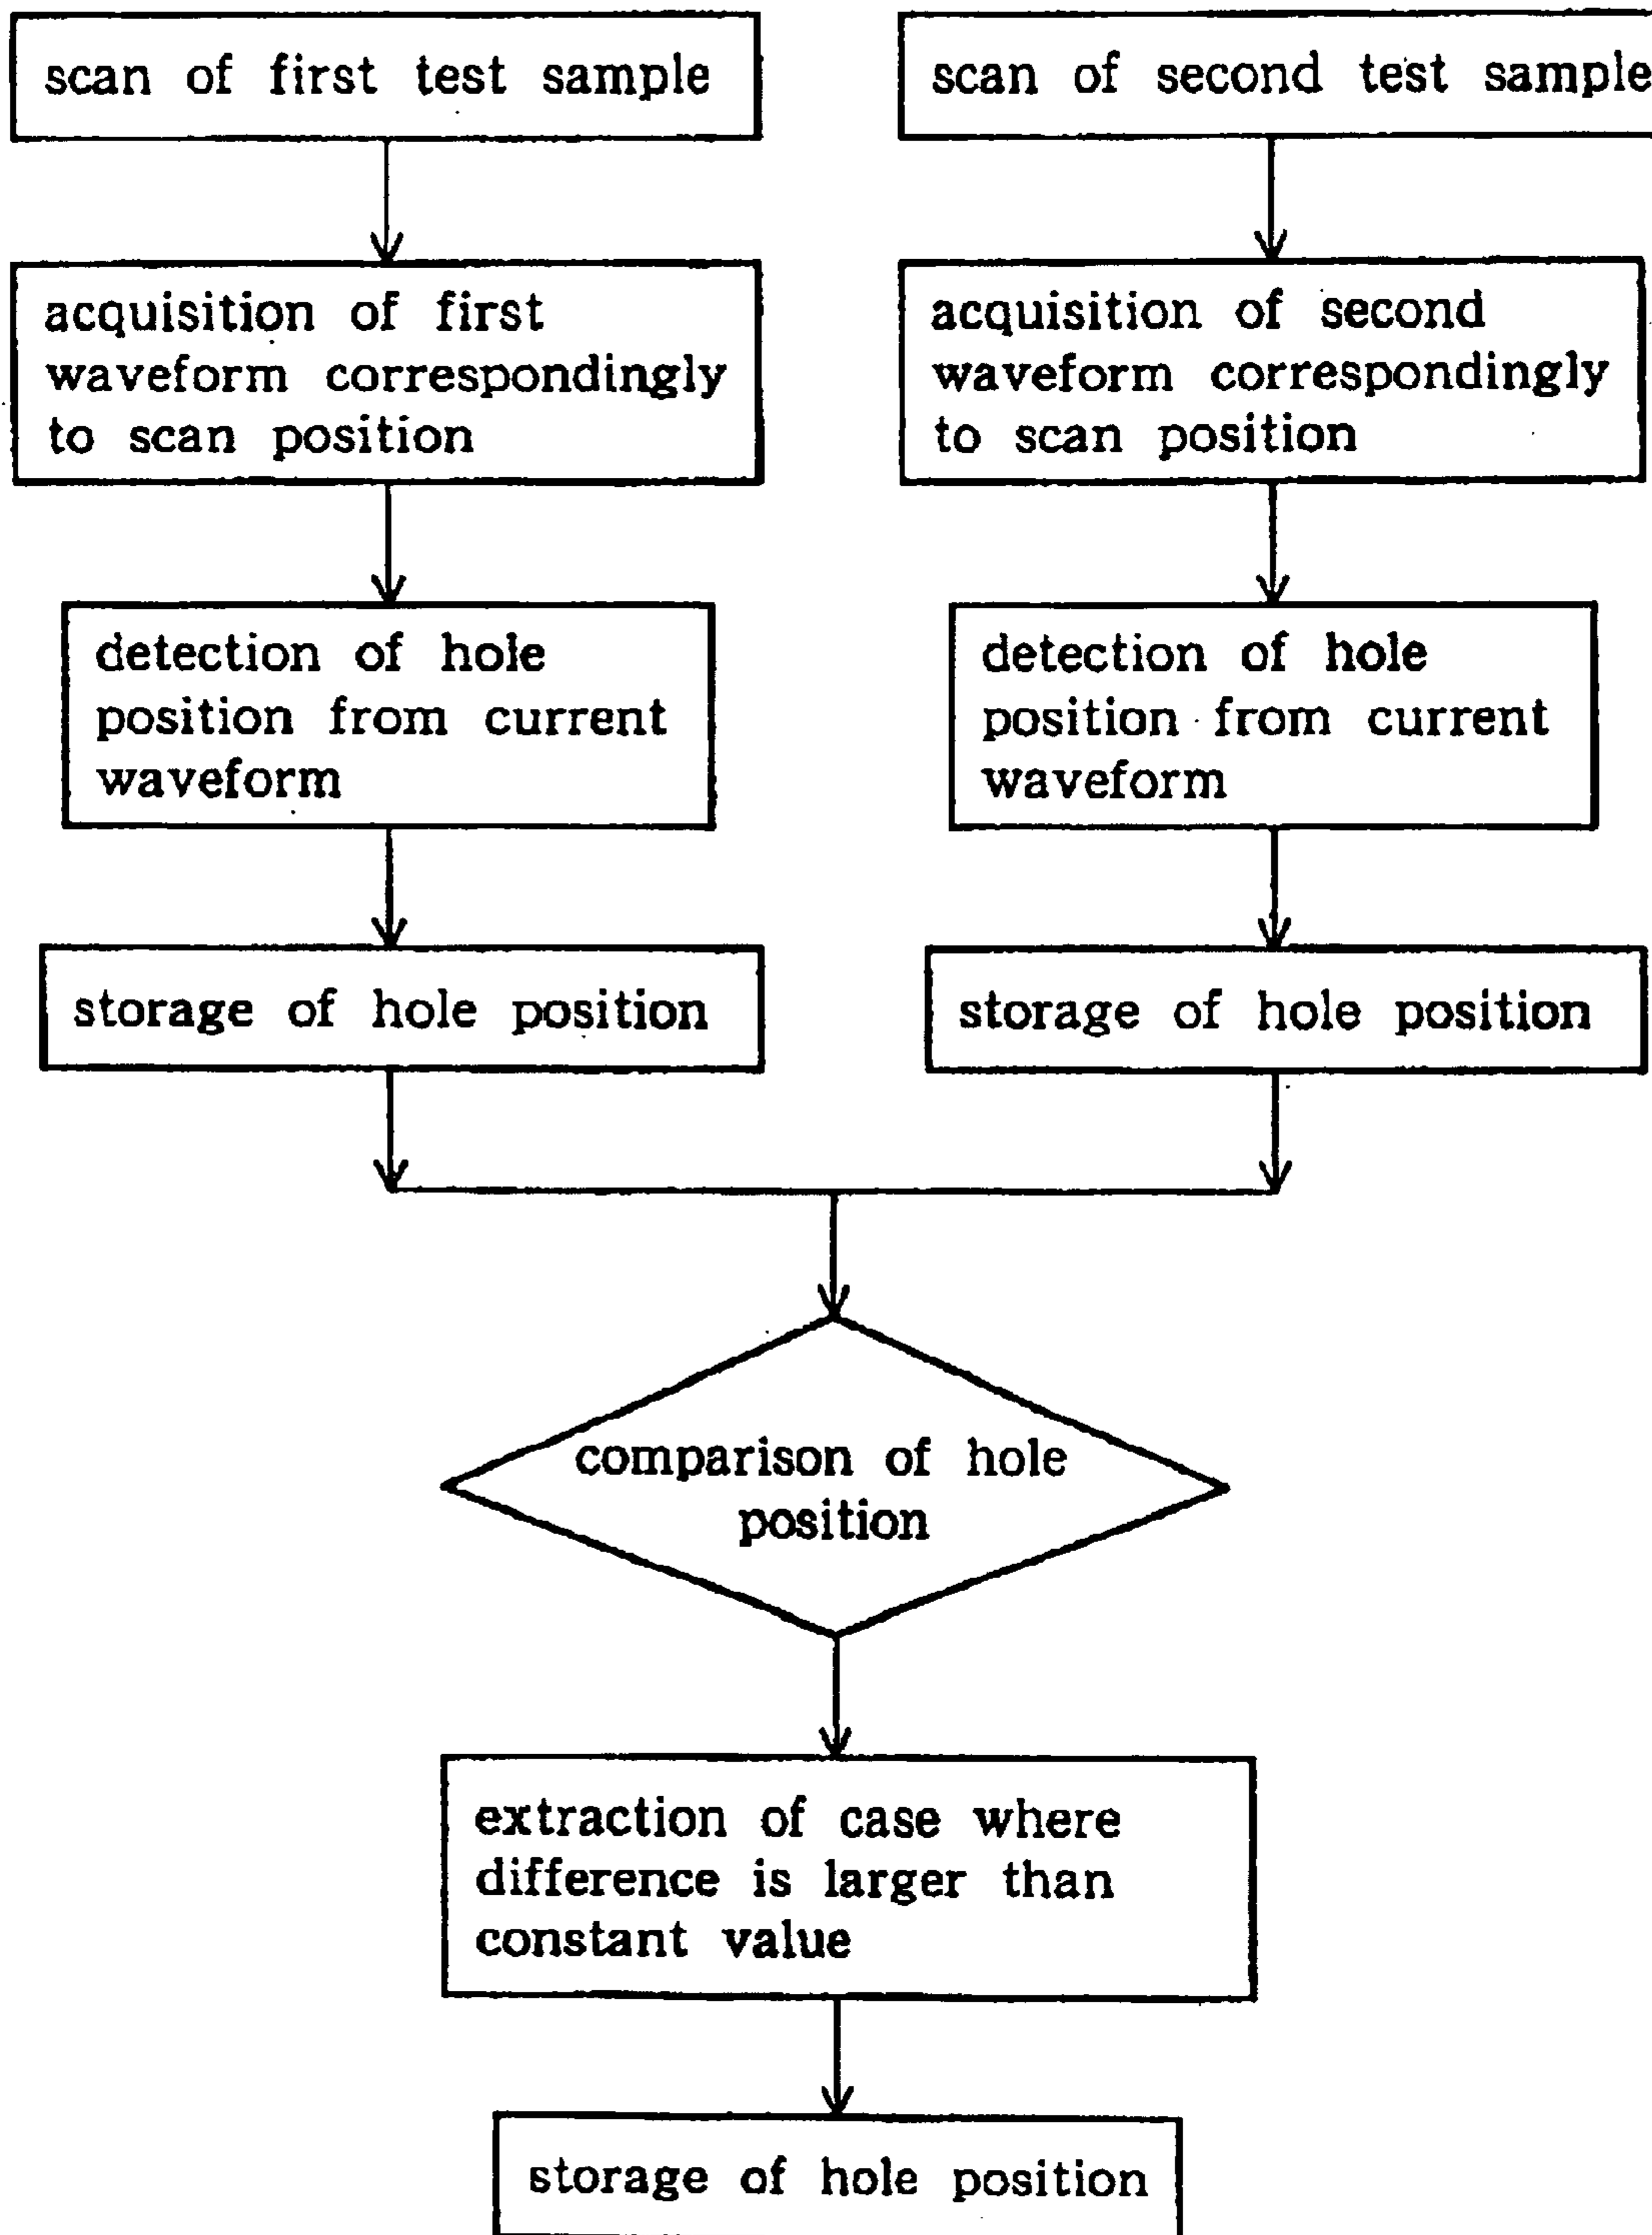 scan of first test sample
scan of second test sample
acquisition of first
waveform correspondingly
to scan position
acquisition of second
waveform correspondingly
to scan position
detection of hole
position from current
waveform
detection of hole
position from current
waveform
storage of hole position
storage of hole position
comparison of hole
position
extraction of case where
difference is larger than
constant value
storage of hole position